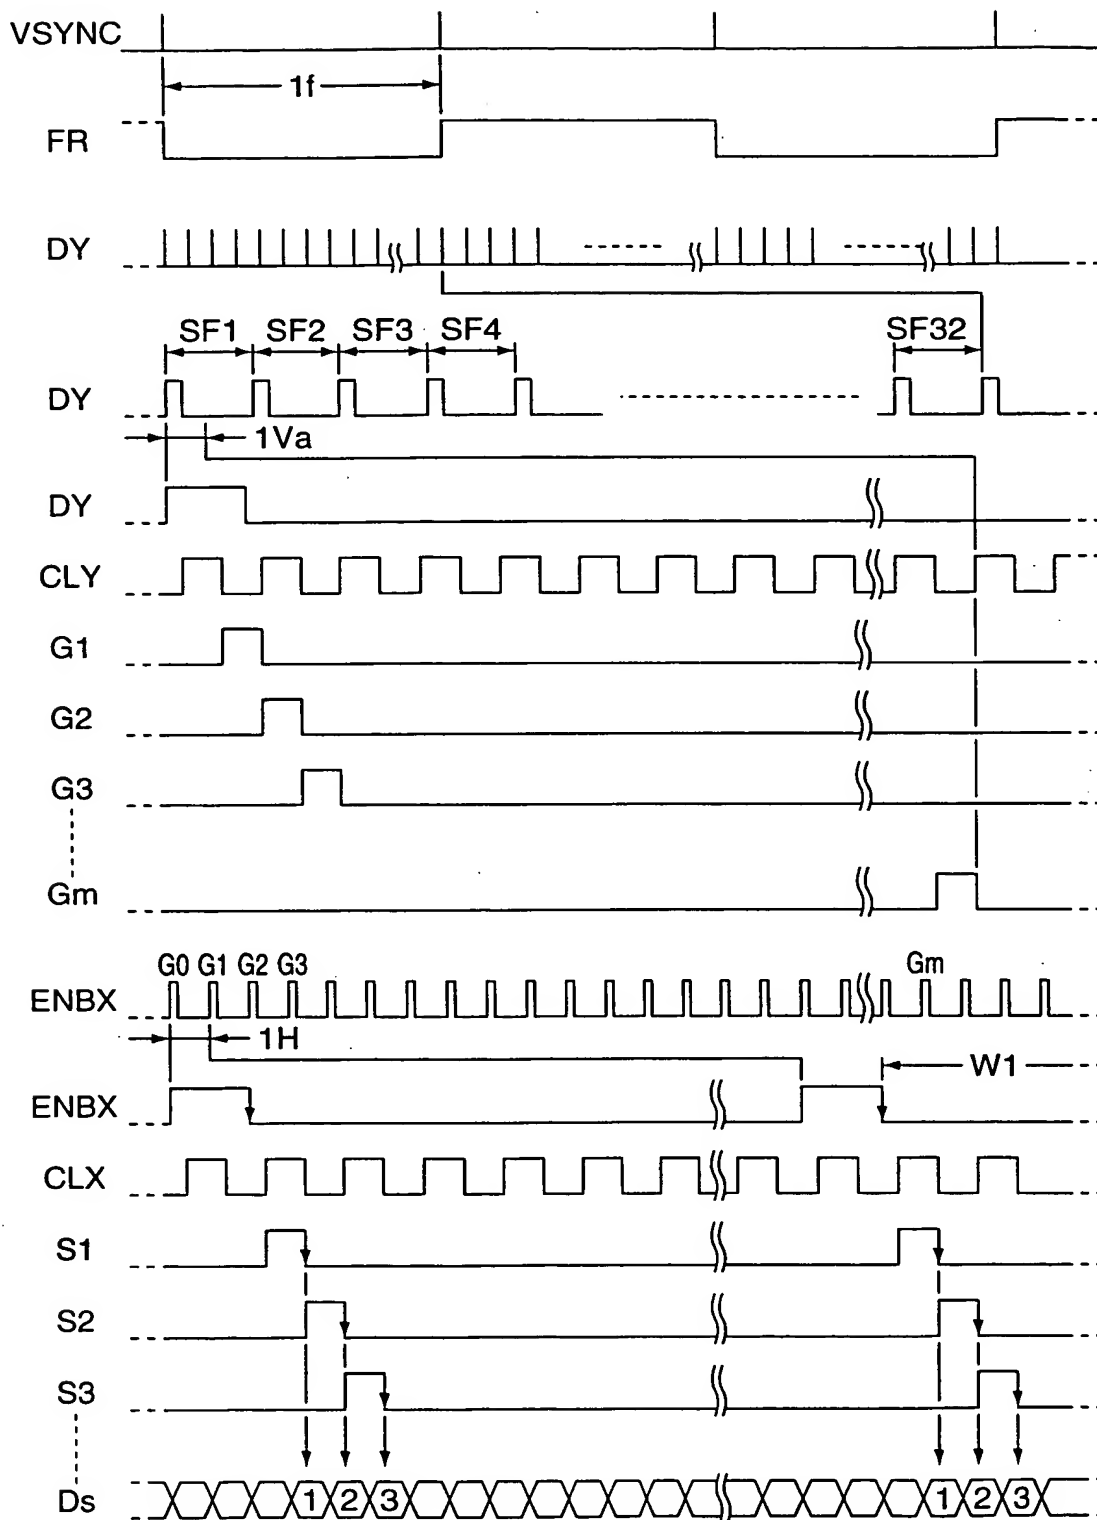 VSYNC
1f
FR
DY
SF1 SF2 SF3 SF4 SF32
DY
1Va
DY
CLY
G1
G2
G3
Gm
G0 G1 G2 G3 Gm
ENBX
1H
W1
ENBX
CLX
S1
S2
S3
Ds 1 2 3 1 2 3